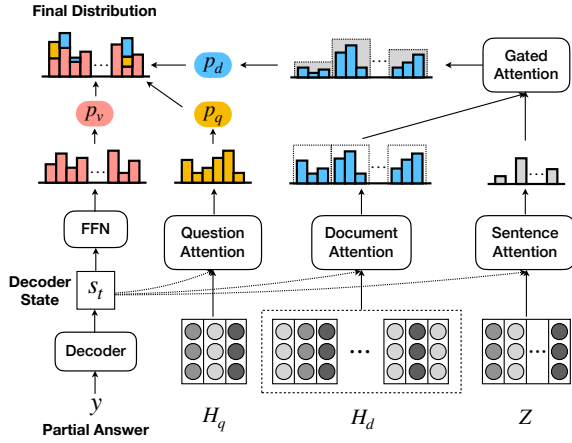 Final Distribution
p_d
Gated
Attention
p_v
p_q
...
FFN
Question
Attention
Document
Attention
Sentence
Attention
Decoder
State
s_t
Decoder
...
...
y
Partial Answer
H_q
H_d
Z